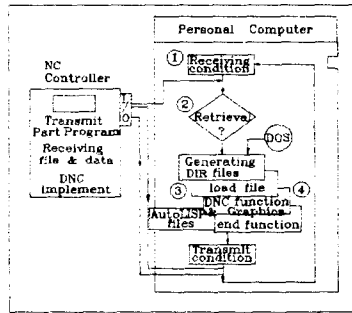 Personal Computer
① Receiving
condition
NC
Controller
Transmit
Part Program
Receiving
file & data
DNC
implement
② Retrieval
?
DOS
Generating
DIR files
③ load file ④
DNC function
AutoLISP & Graphics
files end function
Transmit
condition